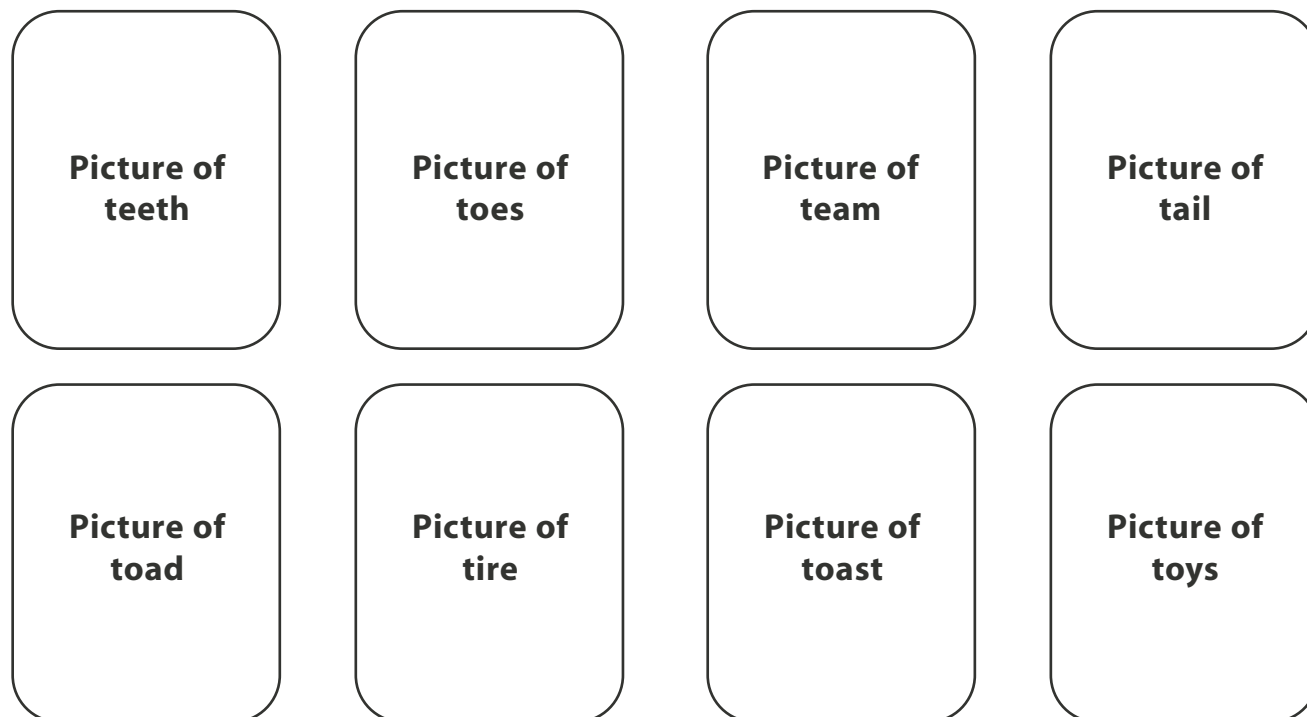 Picture of
teeth
Picture of
toes
Picture of
team
Picture of
tail
Picture of
toad
Picture of
tire
Picture of
toast
Picture of
toys